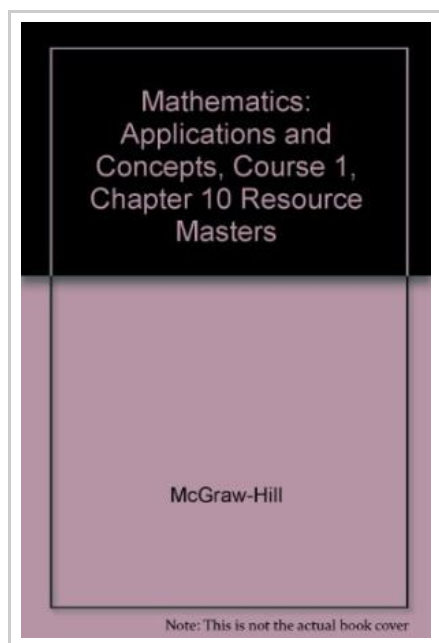 Mathematics:
Applications and
Concepts, Course 1,
Chapter 10 Resource
Masters
McGraw-Hill
Note: This is not the actual book cover